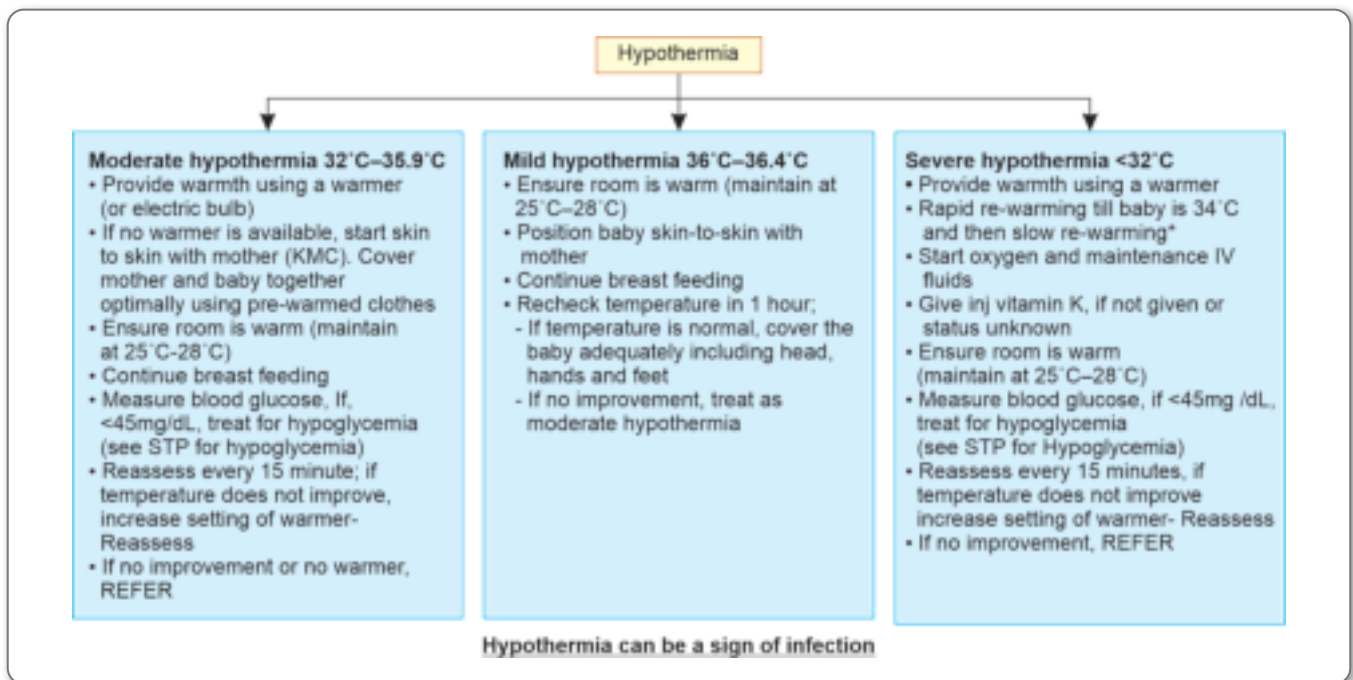 Hypothermia
Moderate hypothermia 32˚C–35.9˚C
• Provide warmth using a warmer
(or electric bulb)
• If no warmer is available, start skin
to skin with mother (KMC). Cover
mother and baby together
optimally using pre-warmed clothes
• Ensure room is warm (maintain
at 25˚C-28˚C)
• Continue breast feeding
• Measure blood glucose, If,
<45mg/dL, treat for hypoglycemia
(see STP for hypoglycemia)
• Reassess every 15 minute; if
temperature does not improve,
increase setting of warmer-
Reassess
• If no improvement or no warmer,
REFER
Mild hypothermia 36˚C–36.4˚C
• Ensure room is warm (maintain at
25˚C–28˚C)
• Position baby skin-to-skin with
mother
• Continue breast feeding
• Recheck temperature in 1 hour;
- If temperature is normal, cover the
baby adequately including head,
hands and feet
- If no improvement, treat as
moderate hypothermia
Severe hypothermia <32˚C
• Provide warmth using a warmer
• Rapid re-warming till baby is 34˚C
and then slow re-warming*
• Start oxygen and maintenance IV
fluids
• Give inj vitamin K, if not given or
status unknown
• Ensure room is warm
(maintain at 25˚C–28˚C)
• Measure blood glucose, if <45mg /dL,
treat for hypoglycemia
(see STP for Hypoglycemia)
• Reassess every 15 minutes, if
temperature does not improve
increase setting of warmer- Reassess
• If no improvement, REFER
Hypothermia can be a sign of infection